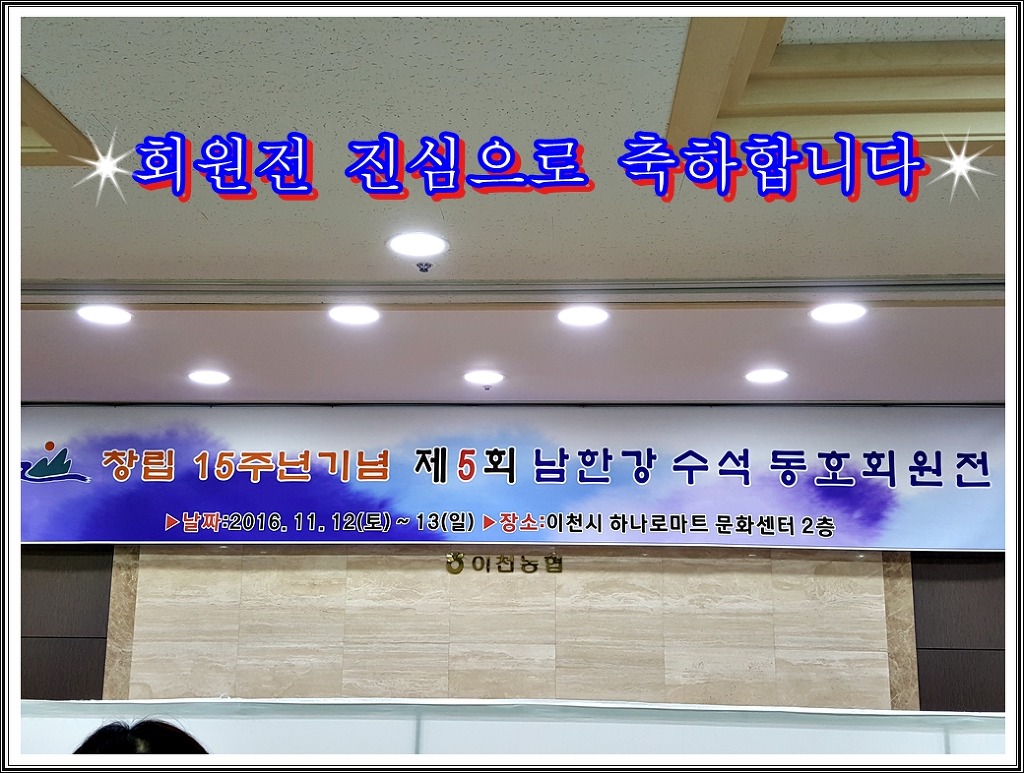 회원전 진심으로 축하합니다
창립 15주년기념 제5회 남한강 수석 동호회원전
▶날짜:2016. 11. 12(토) ~ 13(일) ▶장소:이천시 하나로마트 문화센터 2층
이천농협